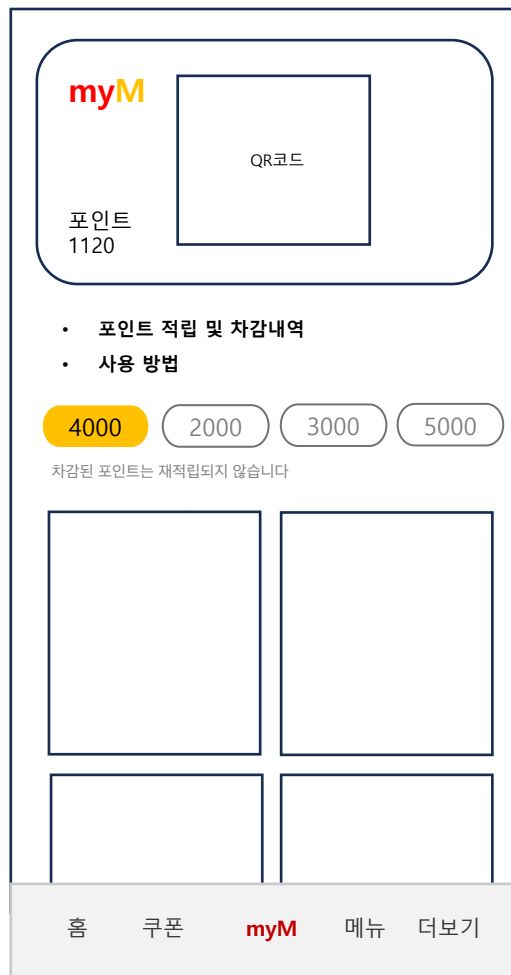 myM
QR코드
포인트
1120
• 포인트 적립 및 차감내역
• 사용 방법
4000 2000 3000 5000
차감된 포인트는 재적립되지 않습니다
홈 쿠폰 myM 메뉴 더보기